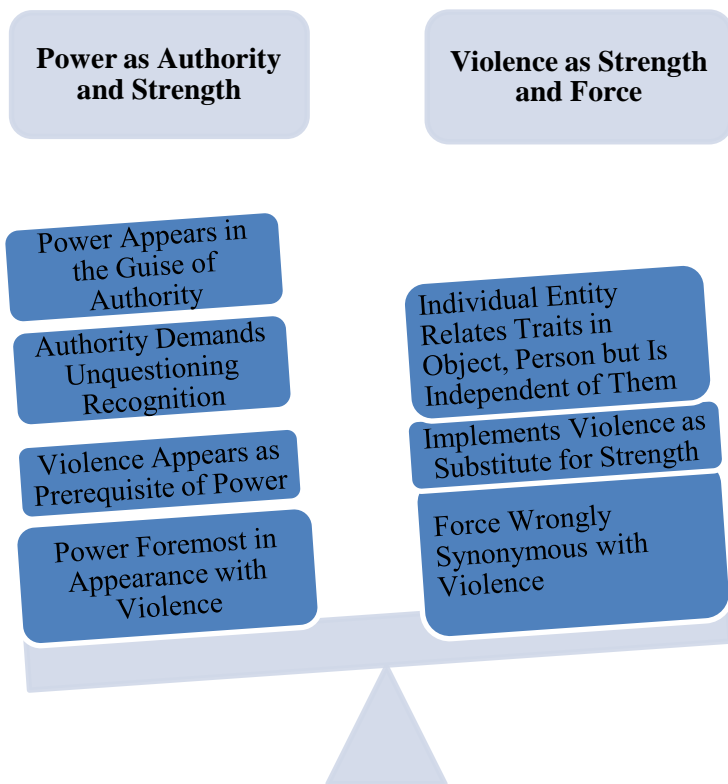 Power as Authority
and Strength
Violence as Strength
and Force
Power Appears in
the Guise of
Authority
Authority Demands
Unquestioning
Recognition
Violence Appears as
Prerequisite of Power
Power Foremost in
Appearance with
Violence
Individual Entity
Relates Traits in
Object, Person but Is
Independent of Them
Implements Violence as
Substitute for Strength
Force Wrongly
Synonymous with
Violence